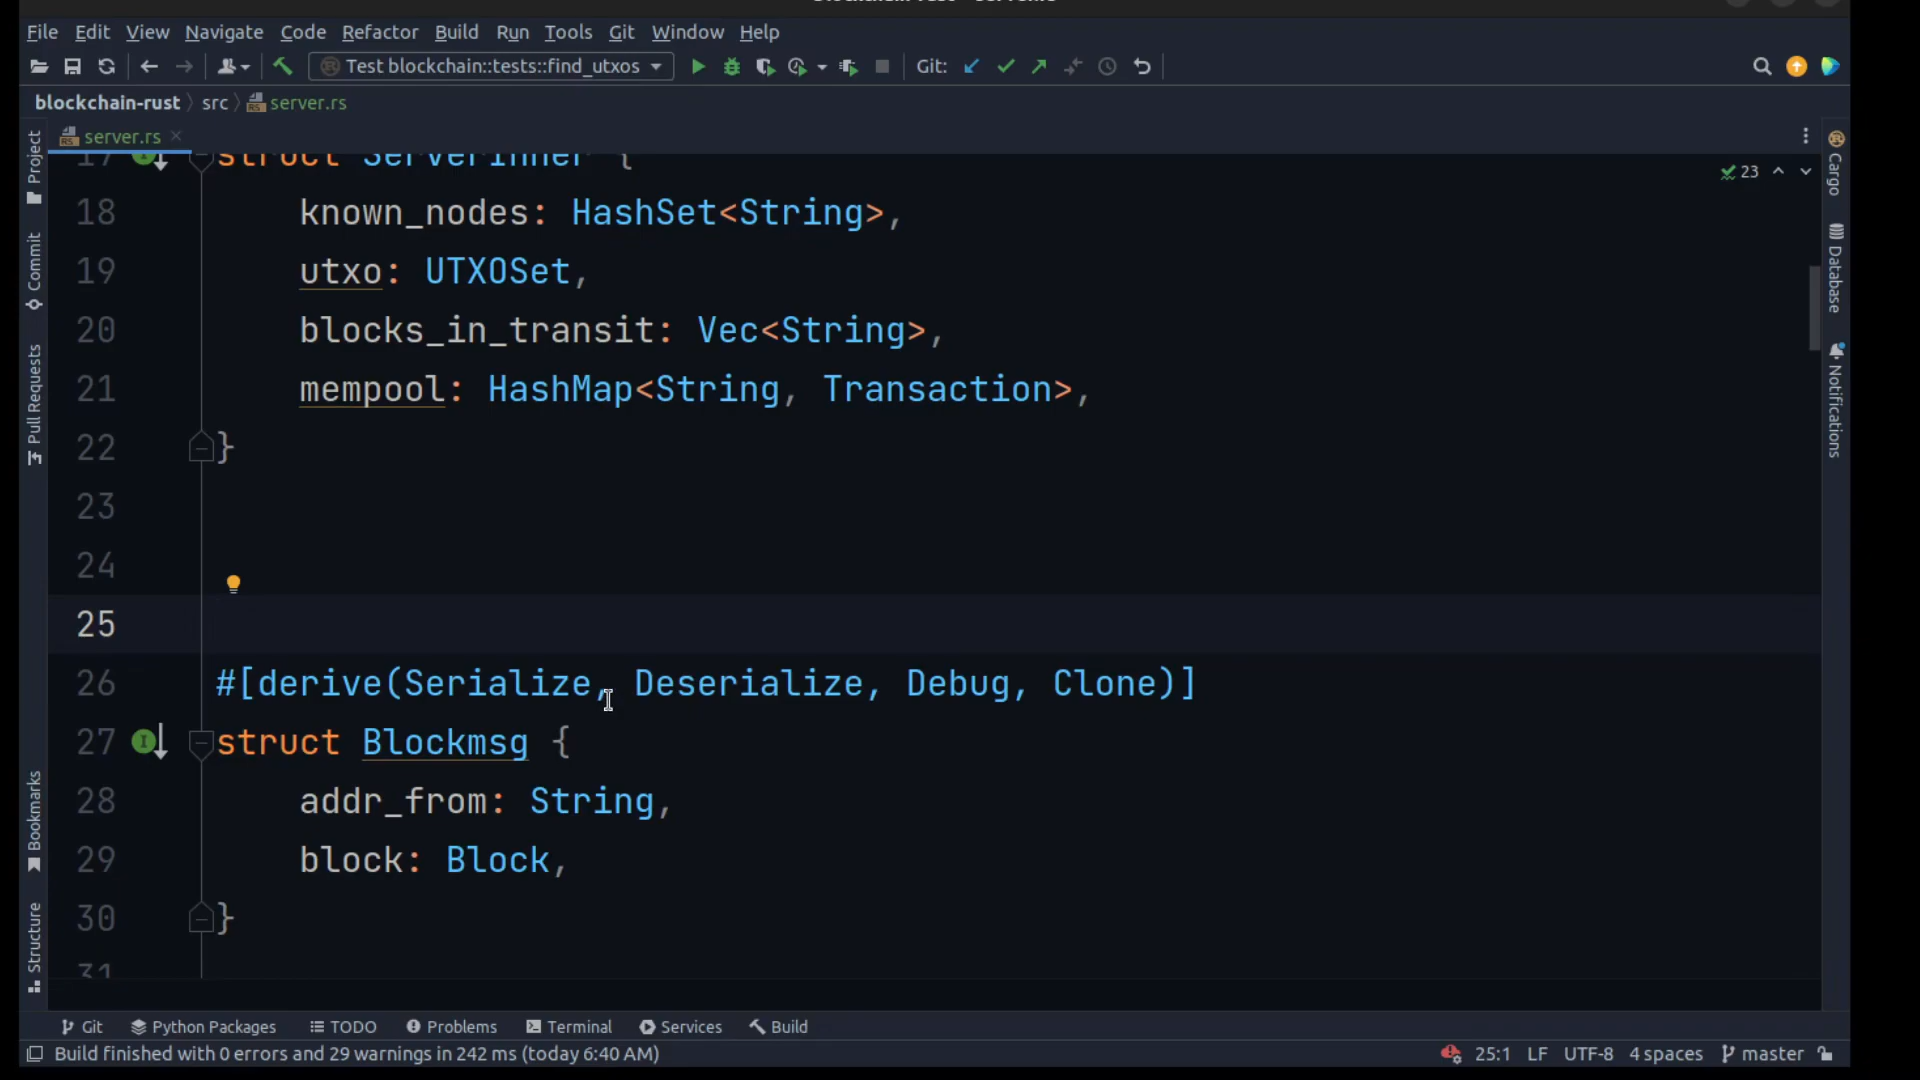 File Edit View Navigate Code Refactor Build Run Tools Git Window Help
Test blockchain::tests::find_utxos Git:
blockchain-rust src server.rs
server.rs
17 struct ServerInner {
18 known_nodes: HashSet<String>,
19 utxo: UTXOSet,
20 blocks_in_transit: Vec<String>,
21 mempool: HashMap<String, Transaction>,
22 }
23
24
25
26 #[derive(Serialize, Deserialize, Debug, Clone)]
27 struct Blockmsg {
28 addr_from: String,
29 block: Block,
30 }
31
23
Project
Commit
Pull Requests
Bookmarks
Structure
Cargo
Database
Notifications
Git Python Packages TODO Problems Terminal Services Build
Build finished with 0 errors and 29 warnings in 242 ms (today 6:40 AM) 25:1 LF UTF-8 4 spaces master